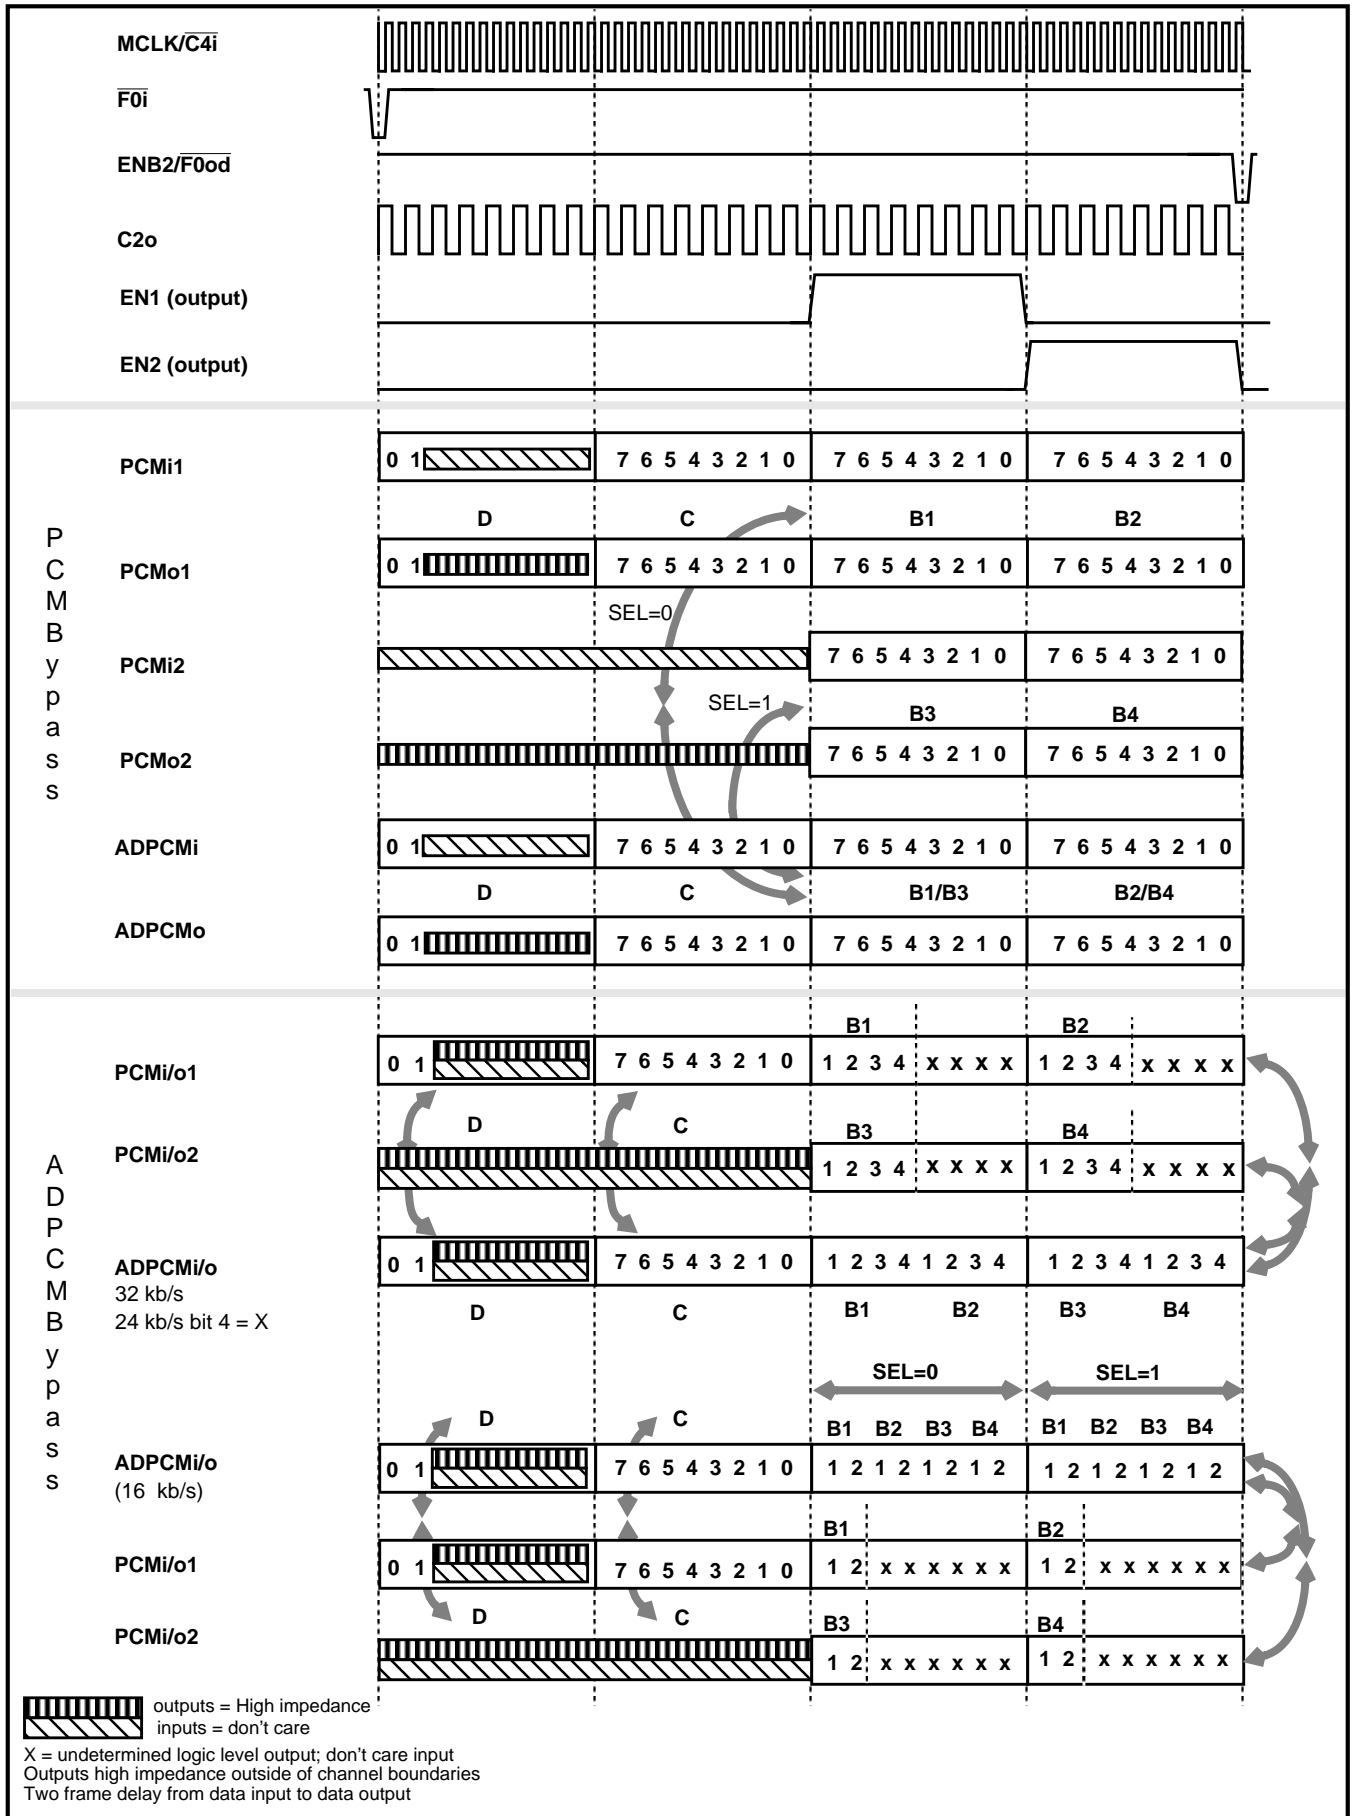 MCLK/C4i
F0i
ENB2/F0od
C2o
EN1 (output)
EN2 (output)
PCM Bypass
PCMi1
0 1 7 6 5 4 3 2 1 0 7 6 5 4 3 2 1 0 7 6 5 4 3 2 1 0
D C B1 B2
PCMo1
0 1 7 6 5 4 3 2 1 0 7 6 5 4 3 2 1 0 7 6 5 4 3 2 1 0
SEL=0
PCMi2
7 6 5 4 3 2 1 0 7 6 5 4 3 2 1 0
SEL=1
B3 B4
PCMo2
7 6 5 4 3 2 1 0 7 6 5 4 3 2 1 0
ADPCMi
0 1 7 6 5 4 3 2 1 0 7 6 5 4 3 2 1 0 7 6 5 4 3 2 1 0
D C B1/B3 B2/B4
ADPCMo
0 1 7 6 5 4 3 2 1 0 7 6 5 4 3 2 1 0 7 6 5 4 3 2 1 0
ADPCM Bypass
B1 B2
PCMi/o1
0 1 7 6 5 4 3 2 1 0 1 2 3 4 x x x x 1 2 3 4 x x x x
D C B3 B4
PCMi/o2
1 2 3 4 x x x x 1 2 3 4 x x x x
ADPCMi/o
0 1 7 6 5 4 3 2 1 0 1 2 3 4 1 2 3 4 1 2 3 4 1 2 3 4
32 kb/s
24 kb/s bit 4 = X
D C B1 B2 B3 B4
SEL=0 SEL=1
D C B1 B2 B3 B4 B1 B2 B3 B4
ADPCMi/o
(16 kb/s)
0 1 7 6 5 4 3 2 1 0 1 2 1 2 1 2 1 2 1 2 1 2 1 2 1 2
B1 B2
PCMi/o1
0 1 7 6 5 4 3 2 1 0 1 2 x x x x x x 1 2 x x x x x x
D C B3 B4
PCMi/o2
1 2 x x x x x x 1 2 x x x x x x
outputs = High impedance
inputs = don't care
X = undetermined logic level output; don't care input
Outputs high impedance outside of channel boundaries
Two frame delay from data input to data output